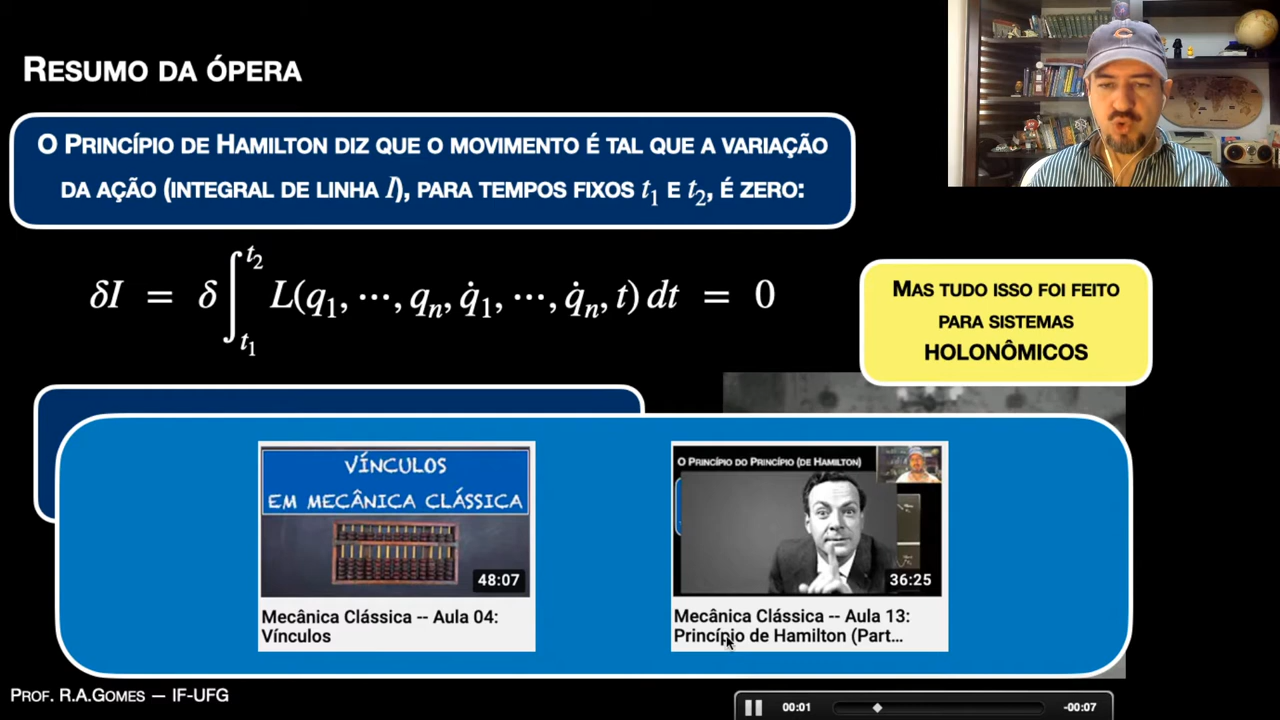 RESUMO DA ÓPERA
O PRINCÍPIO DE HAMILTON DIZ QUE O MOVIMENTO É TAL QUE A VARIAÇÃO
DA AÇÃO (INTEGRAL DE LINHA I), PARA TEMPOS FIXOS t₁ E t₂, É ZERO:
δI = δ∫_{t₁}^{t₂} L(q₁, ⋯, qₙ, q̇₁, ⋯, q̇ₙ, t) dt = 0
MAS TUDO ISSO FOI FEITO
PARA SISTEMAS
HOLONÔMICOS
VÍNCULOS
EM MECÂNICA CLÁSSICA
48:07
Mecânica Clássica -- Aula 04:
Vínculos
O PRINCÍPIO DO PRINCÍPIO (DE HAMILTON)
36:25
Mecânica Clássica -- Aula 13:
Princípio de Hamilton (Part...
PROF. R.A.GOMES — IF-UFG
00:01
-00:07